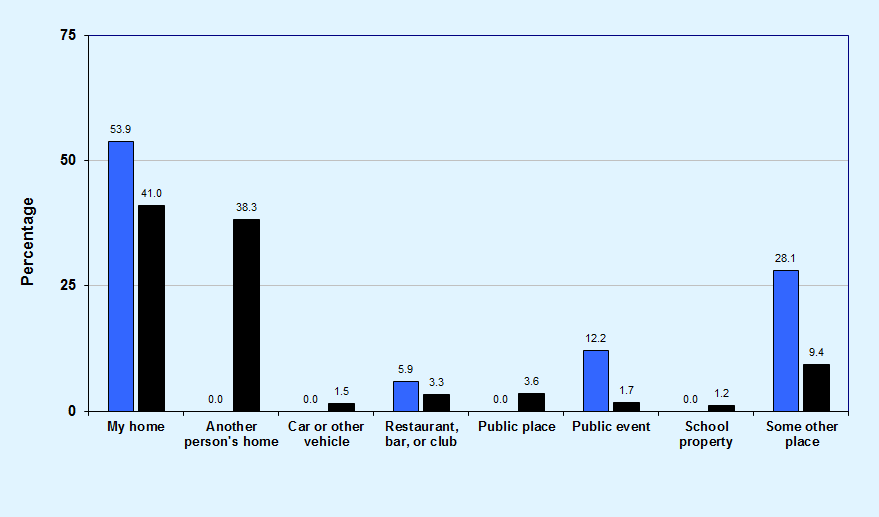 75
53.9
50
41.0
38.3
Percentage
28.1
25
12.2
9.4
5.9
3.3
3.6
1.5
1.7
1.2
0.0
0.0
0.0
0.0
0
My home
Another
person's home
Car or other
vehicle
Restaurant,
bar, or club
Public place
Public event
School
property
Some other
place